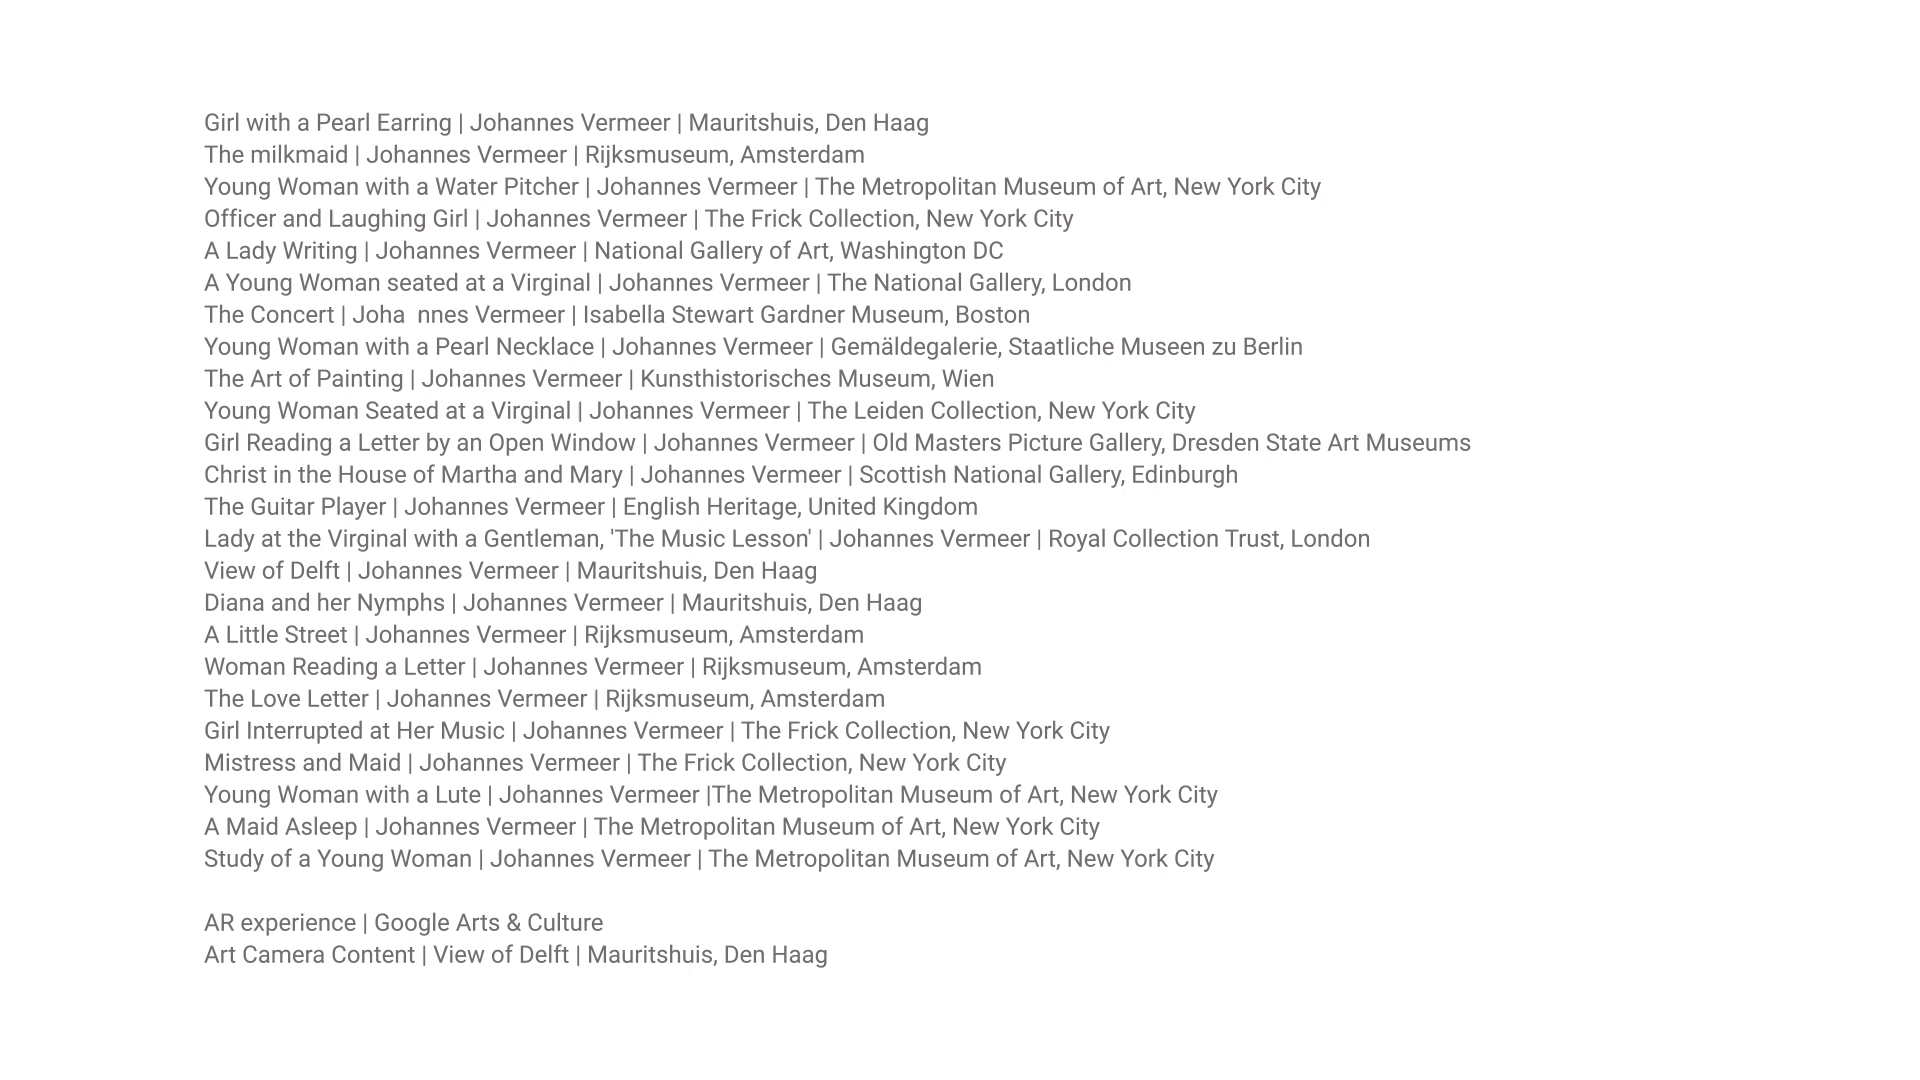 Girl with a Pearl Earring | Johannes Vermeer | Mauritshuis, Den Haag
The milkmaid | Johannes Vermeer | Rijksmuseum, Amsterdam
Young Woman with a Water Pitcher | Johannes Vermeer | The Metropolitan Museum of Art, New York City
Officer and Laughing Girl | Johannes Vermeer | The Frick Collection, New York City
A Lady Writing | Johannes Vermeer | National Gallery of Art, Washington DC
A Young Woman seated at a Virginal | Johannes Vermeer | The National Gallery, London
The Concert | Joha  nnes Vermeer | Isabella Stewart Gardner Museum, Boston
Young Woman with a Pearl Necklace | Johannes Vermeer | Gemäldegalerie, Staatliche Museen zu Berlin
The Art of Painting | Johannes Vermeer | Kunsthistorisches Museum, Wien
Young Woman Seated at a Virginal | Johannes Vermeer | The Leiden Collection, New York City
Girl Reading a Letter by an Open Window | Johannes Vermeer | Old Masters Picture Gallery, Dresden State Art Museums
Christ in the House of Martha and Mary | Johannes Vermeer | Scottish National Gallery, Edinburgh
The Guitar Player | Johannes Vermeer | English Heritage, United Kingdom
Lady at the Virginal with a Gentleman, 'The Music Lesson' | Johannes Vermeer | Royal Collection Trust, London
View of Delft | Johannes Vermeer | Mauritshuis, Den Haag
Diana and her Nymphs | Johannes Vermeer | Mauritshuis, Den Haag
A Little Street | Johannes Vermeer | Rijksmuseum, Amsterdam
Woman Reading a Letter | Johannes Vermeer | Rijksmuseum, Amsterdam
The Love Letter | Johannes Vermeer | Rijksmuseum, Amsterdam
Girl Interrupted at Her Music | Johannes Vermeer | The Frick Collection, New York City
Mistress and Maid | Johannes Vermeer | The Frick Collection, New York City
Young Woman with a Lute | Johannes Vermeer |The Metropolitan Museum of Art, New York City
A Maid Asleep | Johannes Vermeer | The Metropolitan Museum of Art, New York City
Study of a Young Woman | Johannes Vermeer | The Metropolitan Museum of Art, New York City
AR experience | Google Arts & Culture
Art Camera Content | View of Delft | Mauritshuis, Den Haag